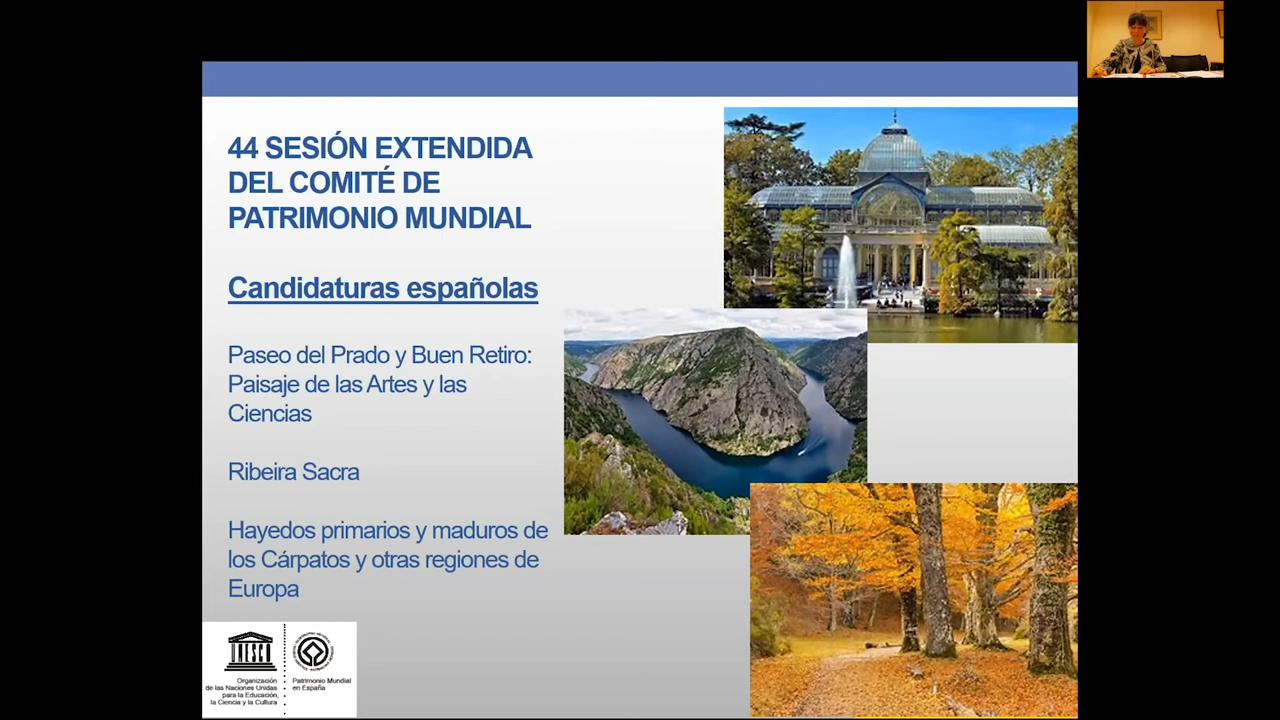 44 SESIÓN EXTENDIDA
DEL COMITÉ DE
PATRIMONIO MUNDIAL
Candidaturas españolas
Paseo del Prado y Buen Retiro:
Paisaje de las Artes y las
Ciencias
Ribeira Sacra
Hayedos primarios y maduros de
los Cárpatos y otras regiones de
Europa
UNESCO
Organización
de las Naciones Unidas
para la Educación,
la Ciencia y la Cultura
Patrimonio Mundial
en España